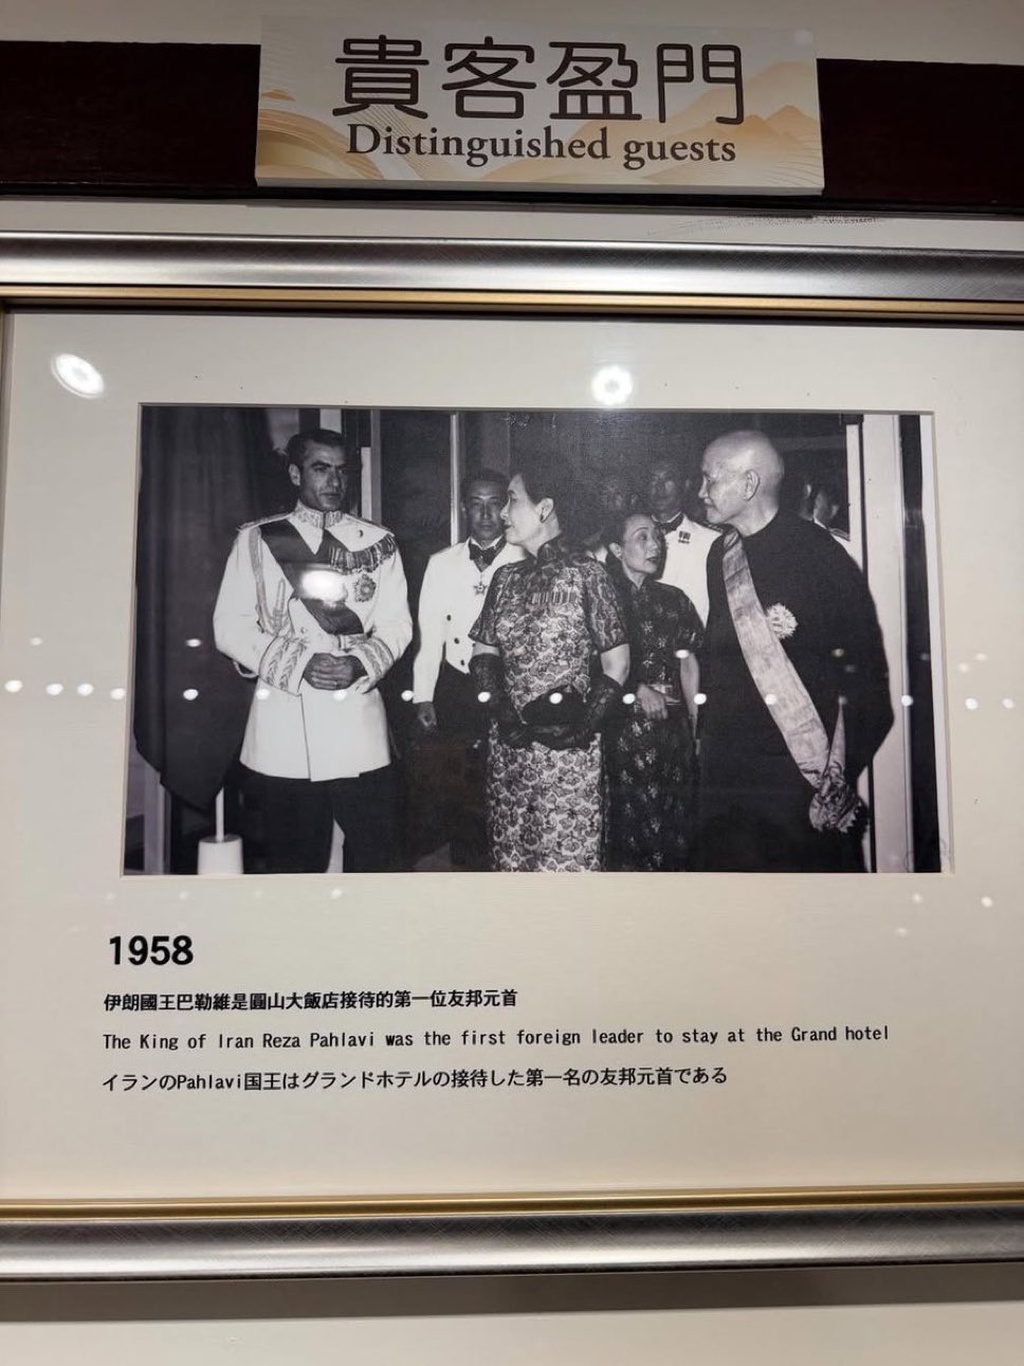 貴客盈門
Distinguished guests
1958
伊朗國王巴勒維是圓山大飯店接待的第一位友邦元首
The King of Iran Reza Pahlavi was the first foreign leader to stay at the Grand hotel
イランのPahlavi国王はグランドホテルの接待した第一名の友邦元首である